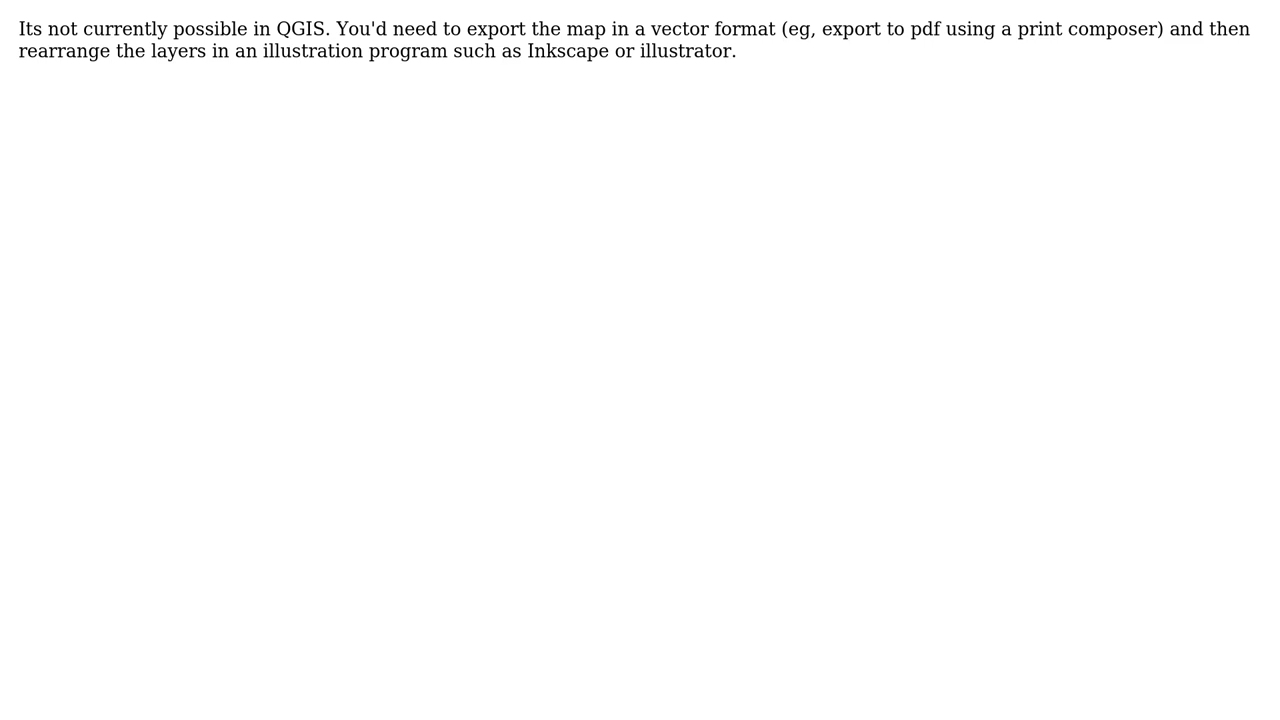 Its not currently possible in QGIS. You'd need to export the map in a vector format (eg, export to pdf using a print composer) and then
rearrange the layers in an illustration program such as Inkscape or illustrator.